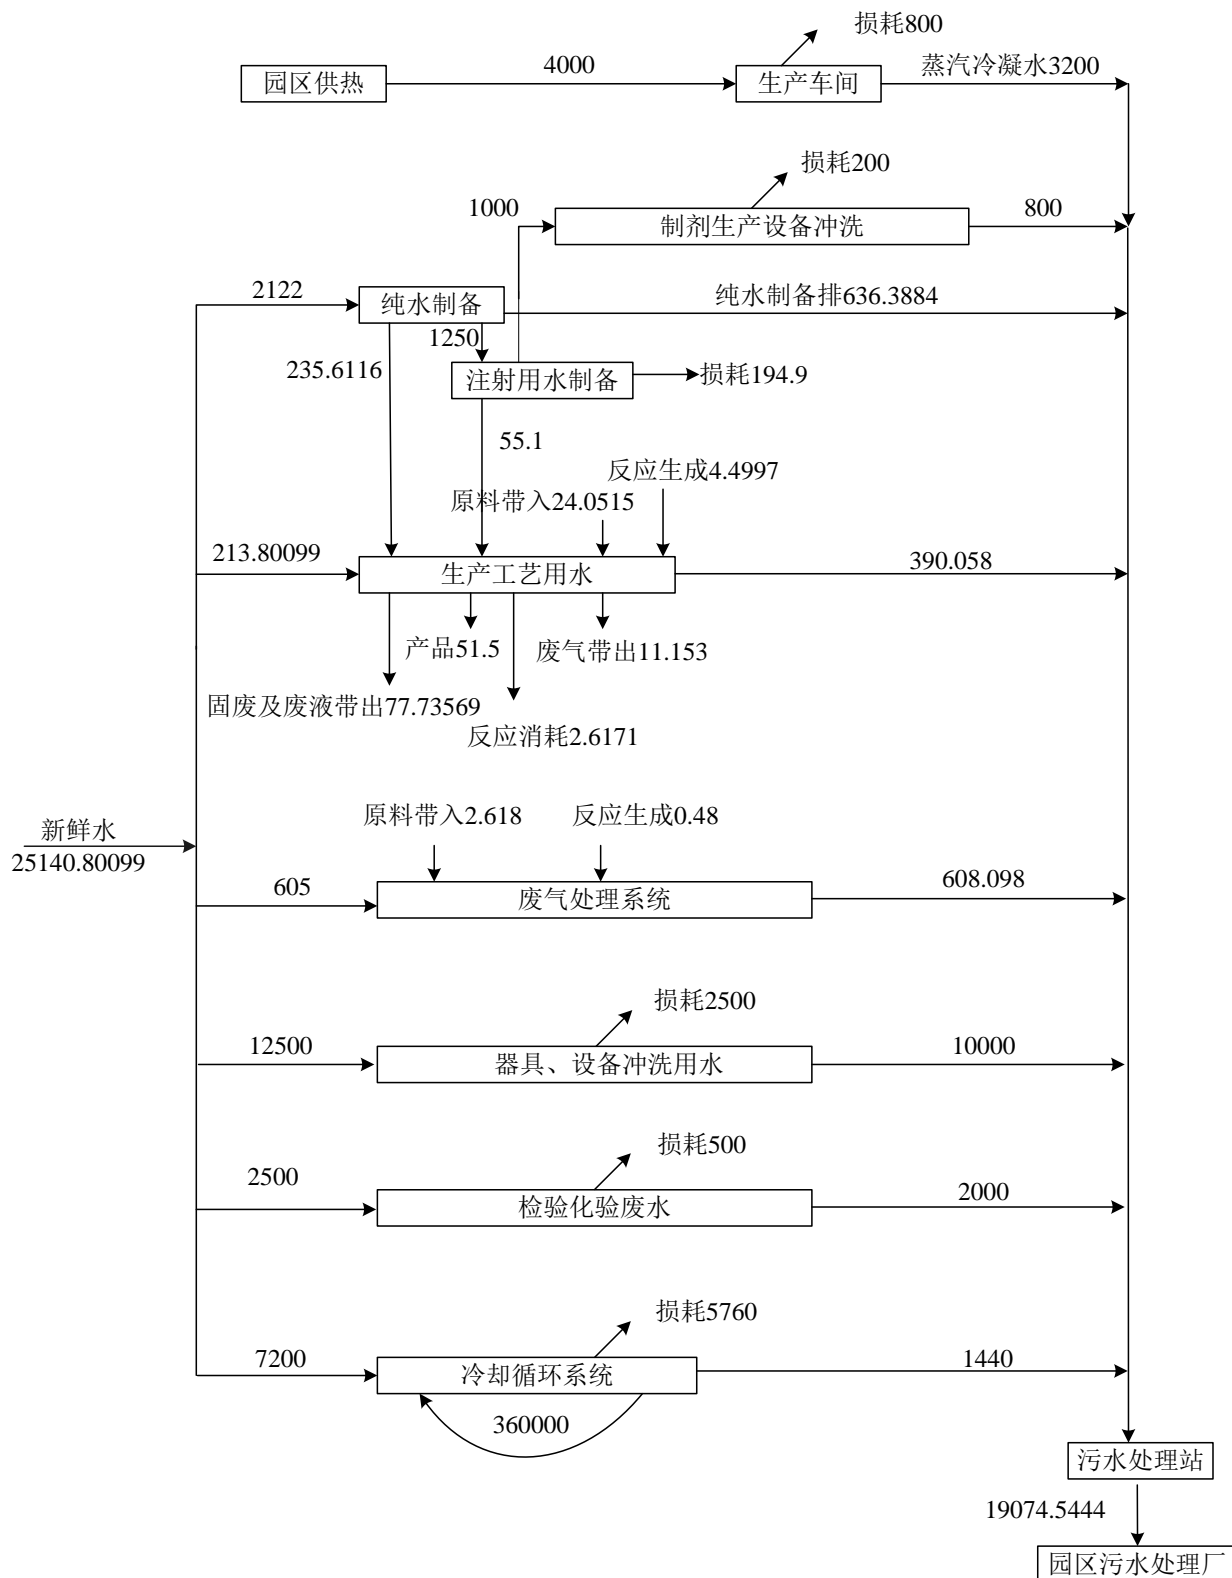 损耗800
园区供热
4000
生产车间
蒸汽冷凝水3200
损耗200
1000
制剂生产设备冲洗
800
2122
纯水制备
纯水制备排636.3884
1250
235.6116
注射用水制备
损耗194.9
55.1
反应生成4.4997
原料带入24.0515
213.80099
生产工艺用水
390.058
产品51.5
废气带出11.153
固废及废液带出77.73569
反应消耗2.6171
新鲜水
25140.80099
原料带入2.618
反应生成0.48
605
废气处理系统
608.098
损耗2500
12500
器具、设备冲洗用水
10000
损耗500
2500
检验化验废水
2000
损耗5760
7200
冷却循环系统
1440
360000
污水处理站
19074.5444
园区污水处理厂